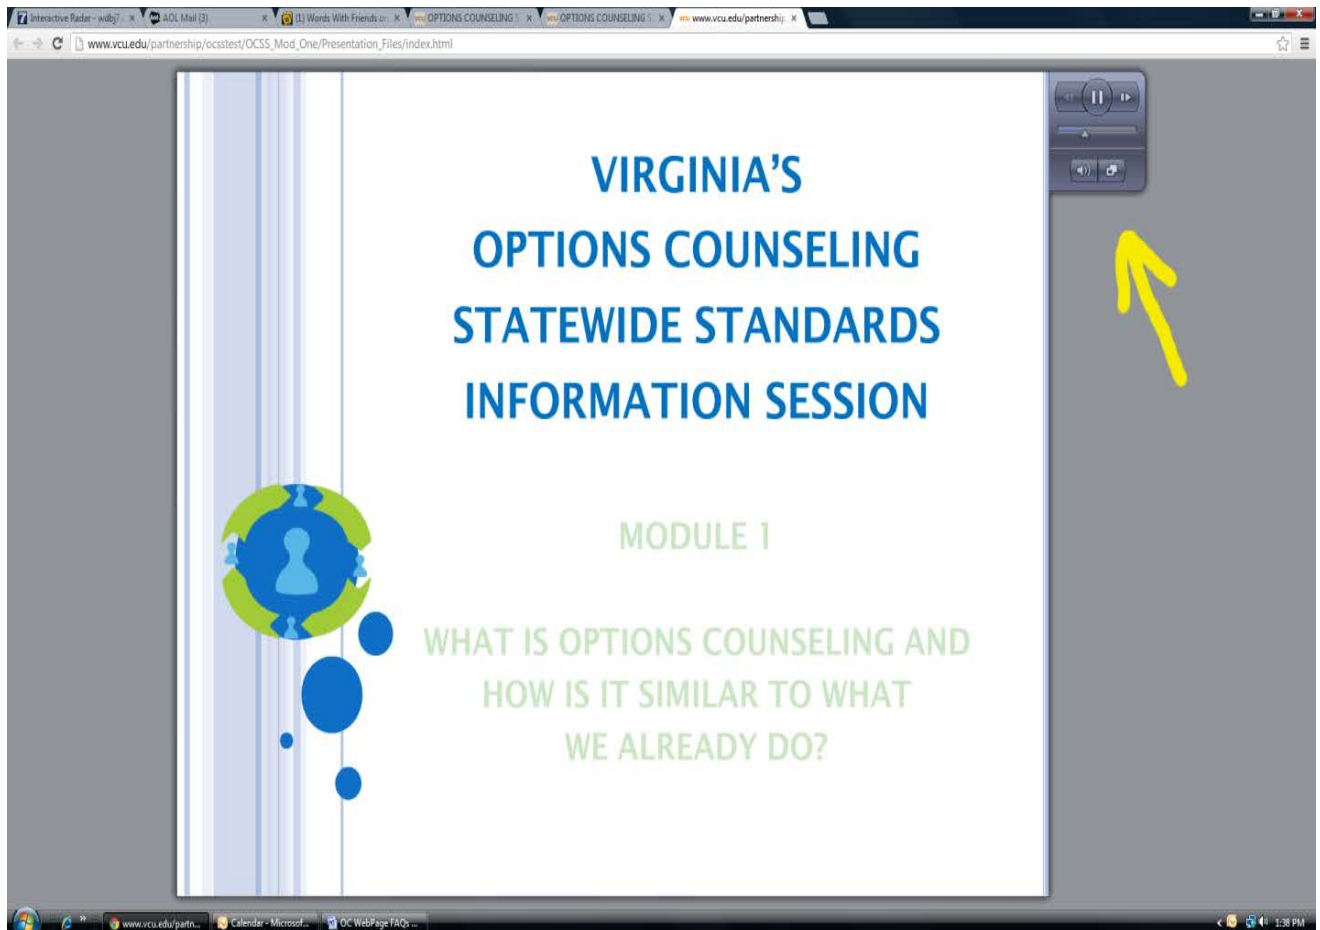 Interactive Radar - wdbj7
AOL Mail (3)
(1) Words With Friends on
OPTIONS COUNSELING S
OPTIONS COUNSELING S
www.vcu.edu/partnership
www.vcu.edu/partnership/ocsstest/OCSS_Mod_One/Presentation_Files/index.html
VIRGINIA’S
OPTIONS COUNSELING
STATEWIDE STANDARDS
INFORMATION SESSION
MODULE 1
WHAT IS OPTIONS COUNSELING AND
HOW IS IT SIMILAR TO WHAT
WE ALREADY DO?
www.vcu.edu/partn...
Calendar - Microsof...
OC WebPage FAQs ...
1:38 PM